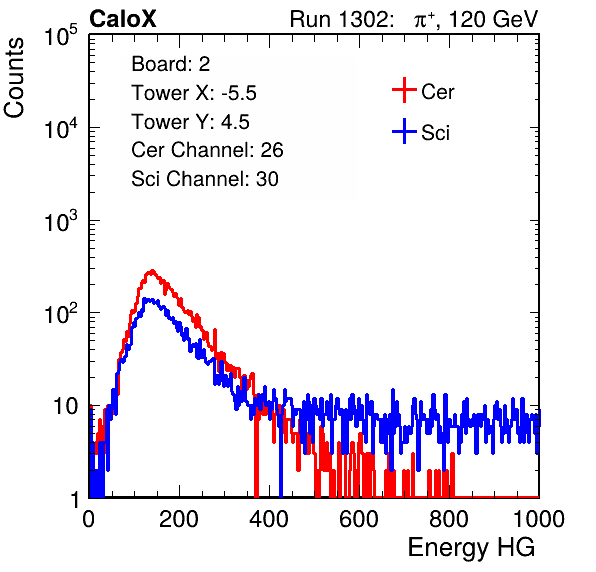 CaloX Run 1302: π⁺, 120 GeV
Board: 2
Tower X: -5.5
Tower Y: 4.5
Cer Channel: 26
Sci Channel: 30
Cer
Sci
Counts
10⁵
10⁴
10³
10²
10
1
0 200 400 600 800 1000
Energy HG